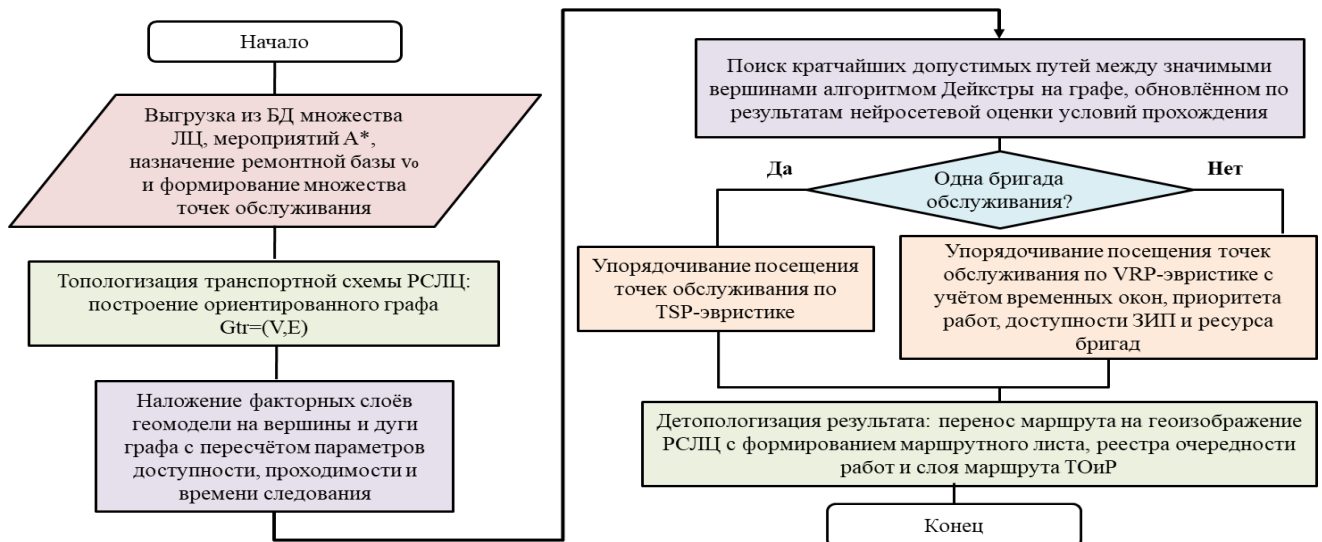 Начало
Выгрузка из БД множества
ЛЦ, мероприятий A*,
назначение ремонтной базы v₀
и формирование множества
точек обслуживания
Топологизация транспортной схемы РСЛЦ:
построение ориентированного графа
Gtr=(V,E)
Наложение факторных слоёв
геомодели на вершины и дуги
графа с пересчётом параметров
доступности, проходимости и
времени следования
Поиск кратчайших допустимых путей между значимыми
вершинами алгоритмом Дейкстры на графе, обновлённом по
результатам нейросетевой оценки условий прохождения
Да
Одна бригада
обслуживания?
Нет
Упорядочивание посещения
точек обслуживания по
TSP-эвристике
Упорядочивание посещения точек
обслуживания по VRP-эвристике с
учётом временных окон, приоритета
работ, доступности ЗИП и ресурса
бригад
Детопологизация результата: перенос маршрута на геоизображение
РСЛЦ с формированием маршрутного листа, реестра очередности
работ и слоя маршрута ТОиР
Конец